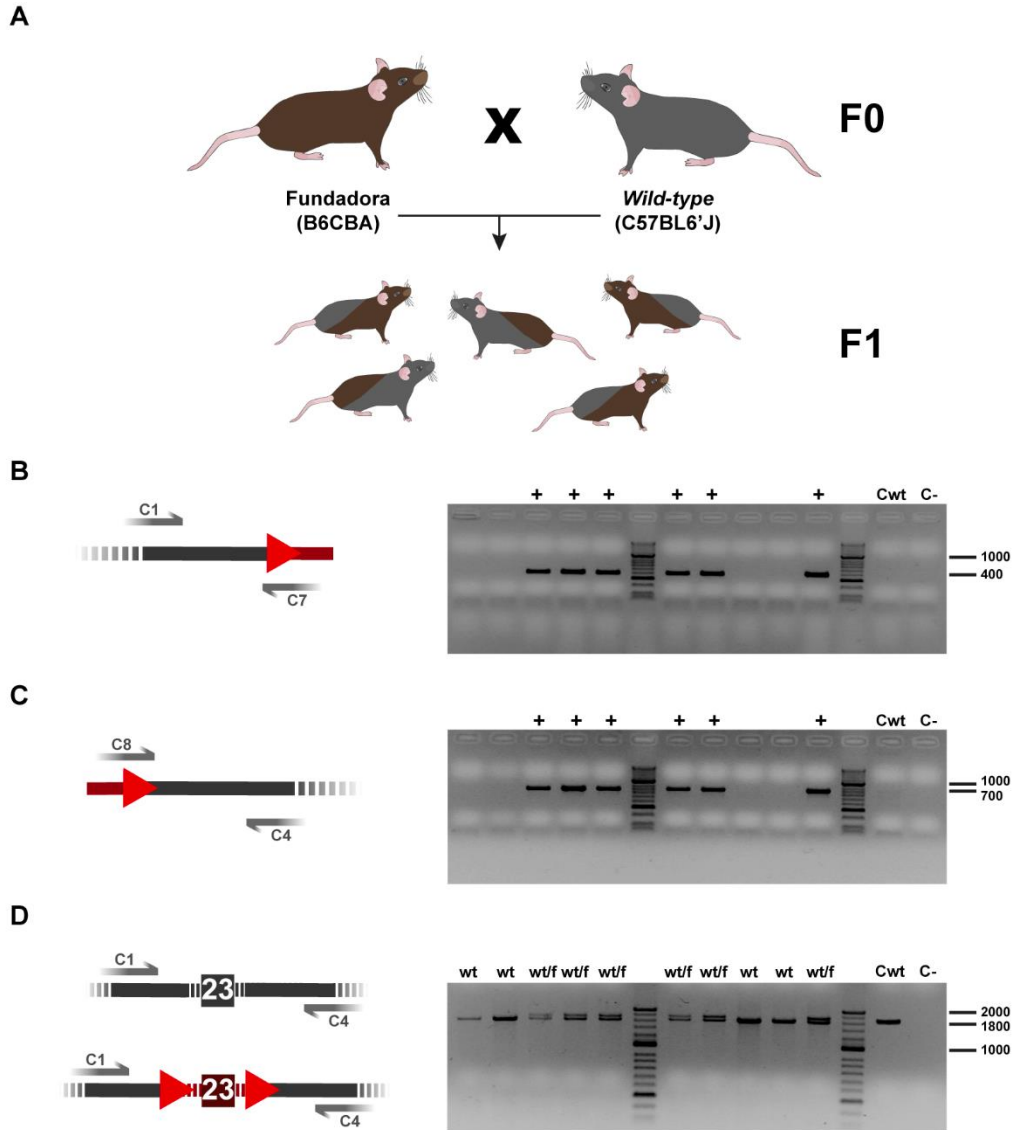 A
X
F0
Fundadora
(B6CBA)
Wild-type
(C57BL6'J)
F1
B
C1
C7
+ + + + + + Cwt C-
1000
400
C
C8
C4
+ + + + + + Cwt C-
1000
700
D
C1
23
C4
C1
23
C4
wt wt wt/f wt/f wt/f wt/f wt/f wt wt wt/f Cwt C-
2000
1800
1000